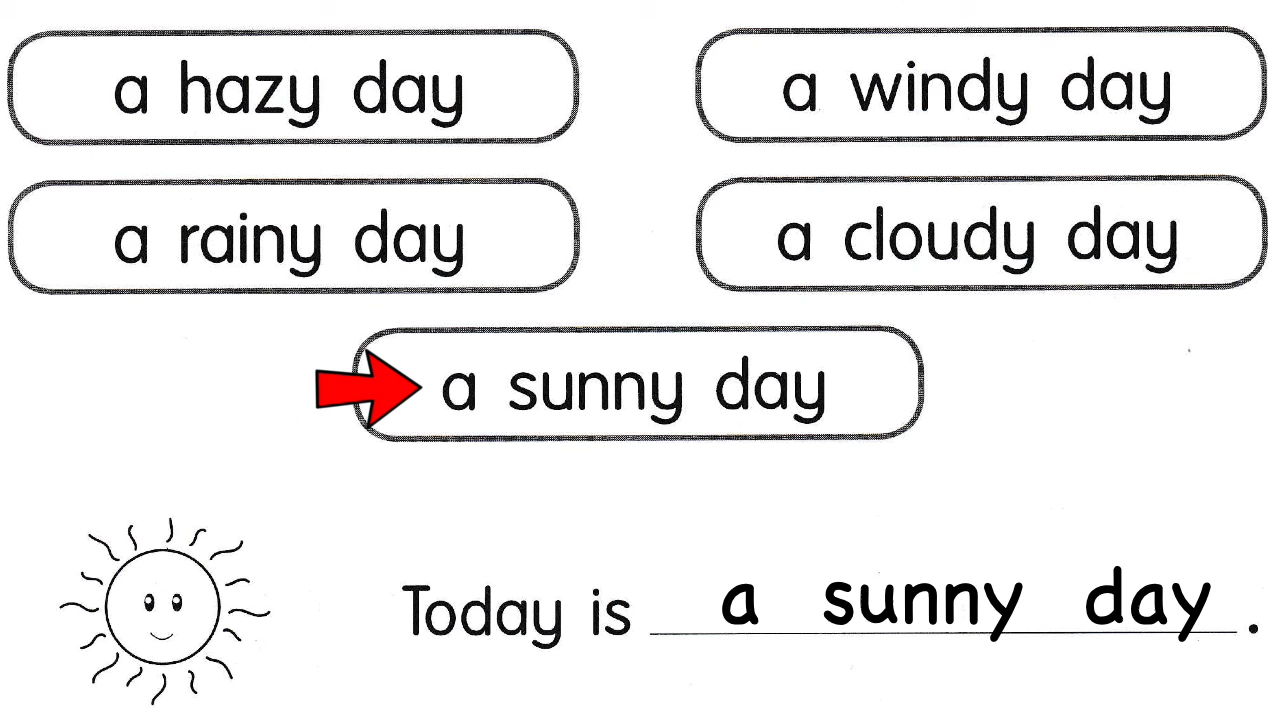 a hazy day
a windy day
a rainy day
a cloudy day
a sunny day
Today is a sunny day.